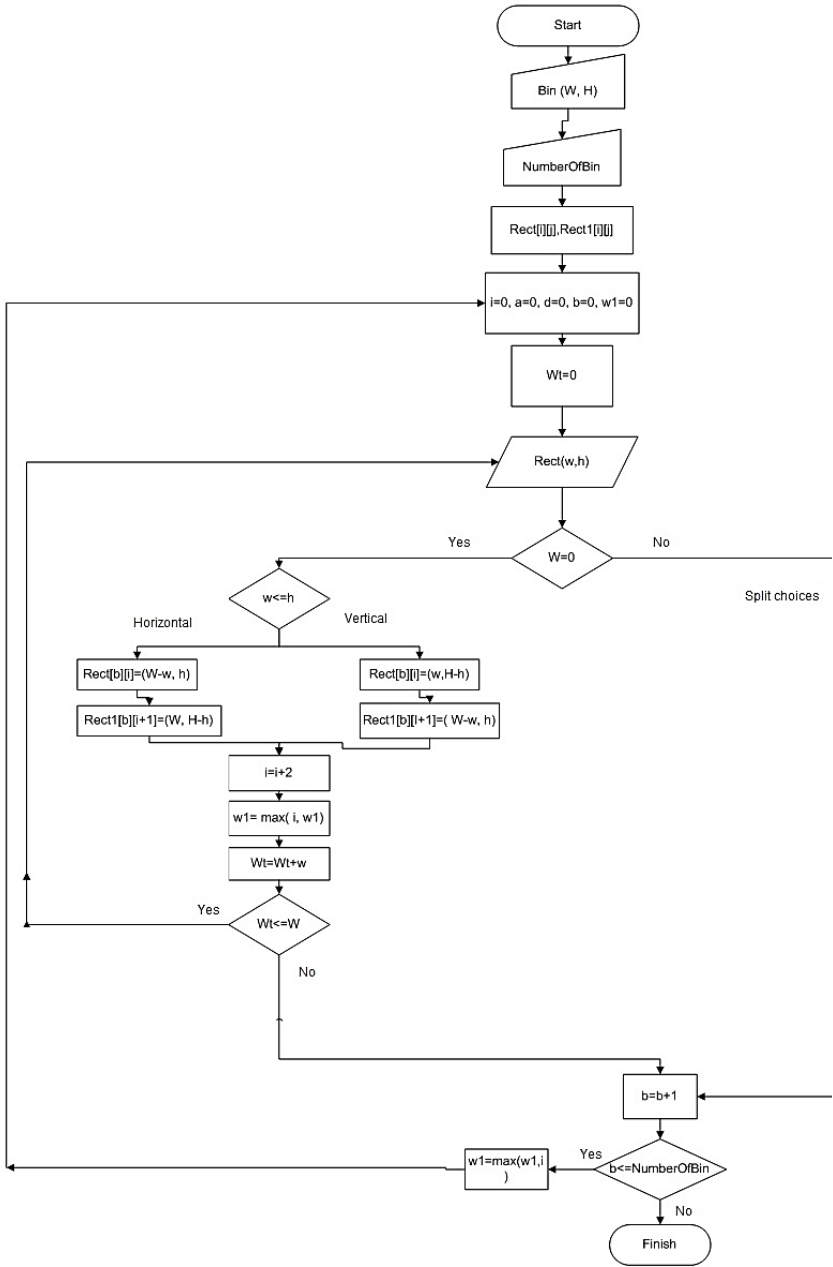 Start
Bin (W, H)
NumberOfBin
Rect[i][j],Rect1[i][j]
i=0, a=0, d=0, b=0, w1=0
Wt=0
Rect(w,h)
W=0
Yes
No
Split choices
w<=h
Horizontal
Vertical
Rect[b][i]=(W-w, h)
Rect[b][i]=(w,H-h)
Rect1[b][i+1]=(W, H-h)
Rect1[b][I+1]=( W-w, h)
i=i+2
w1= max( i, w1)
Wt=Wt+w
Wt<=W
Yes
No
b=b+1
b<=NumberOfBin
Yes
w1=max(w1,i
)
No
Finish